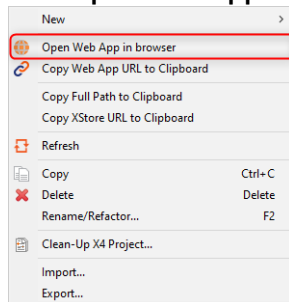 New >
Open Web App in browser
Copy Web App URL to Clipboard
Copy Full Path to Clipboard
Copy XStore URL to Clipboard
Refresh
Copy Ctrl+C
Delete Delete
Rename/Refactor... F2
Clean-Up X4 Project...
Import...
Export...